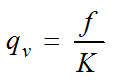 q_v = f/K